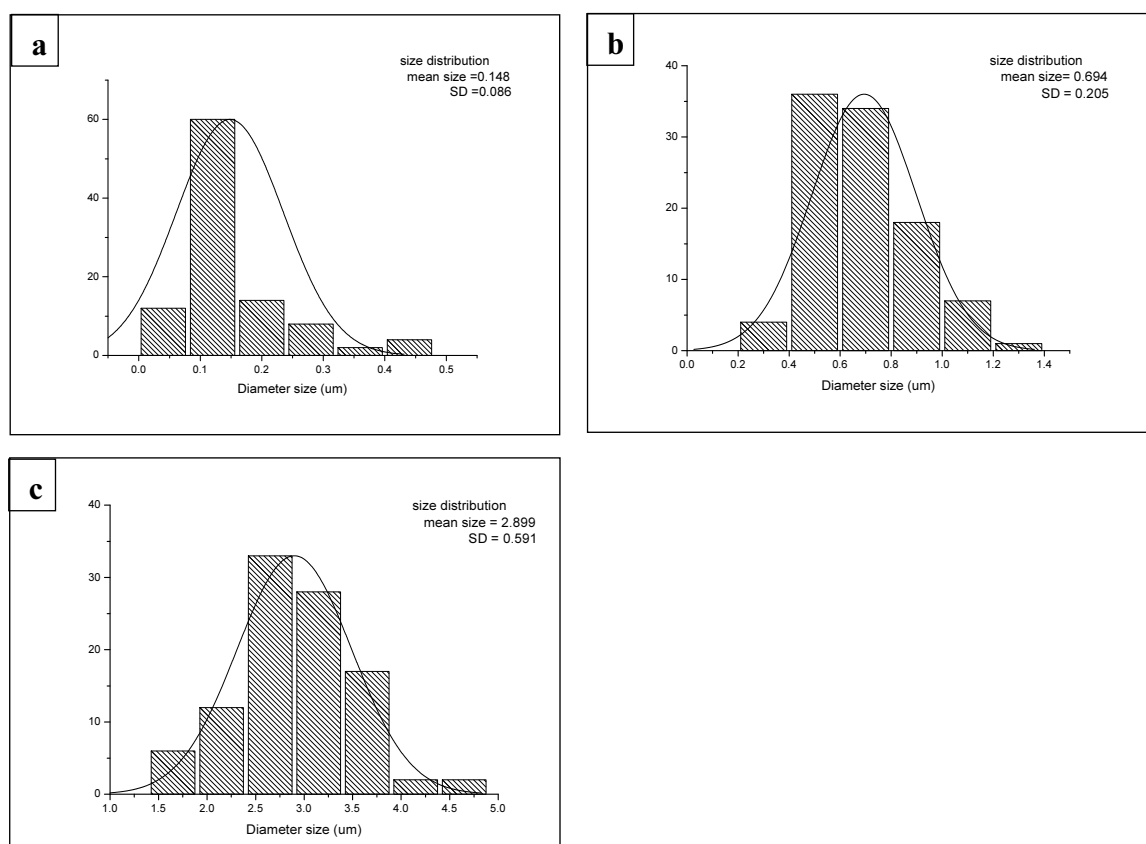 a
size distribution
mean size =0.148
SD =0.086
60
40
20
0
0.0 0.1 0.2 0.3 0.4 0.5
Diameter size (um)
b
size distribution
mean size= 0.694
SD = 0.205
40
30
20
10
0
0.0 0.2 0.4 0.6 0.8 1.0 1.2 1.4
Diameter size (um)
c
size distribution
mean size = 2.899
SD = 0.591
40
30
20
10
0
1.0 1.5 2.0 2.5 3.0 3.5 4.0 4.5 5.0
Diameter size (um)